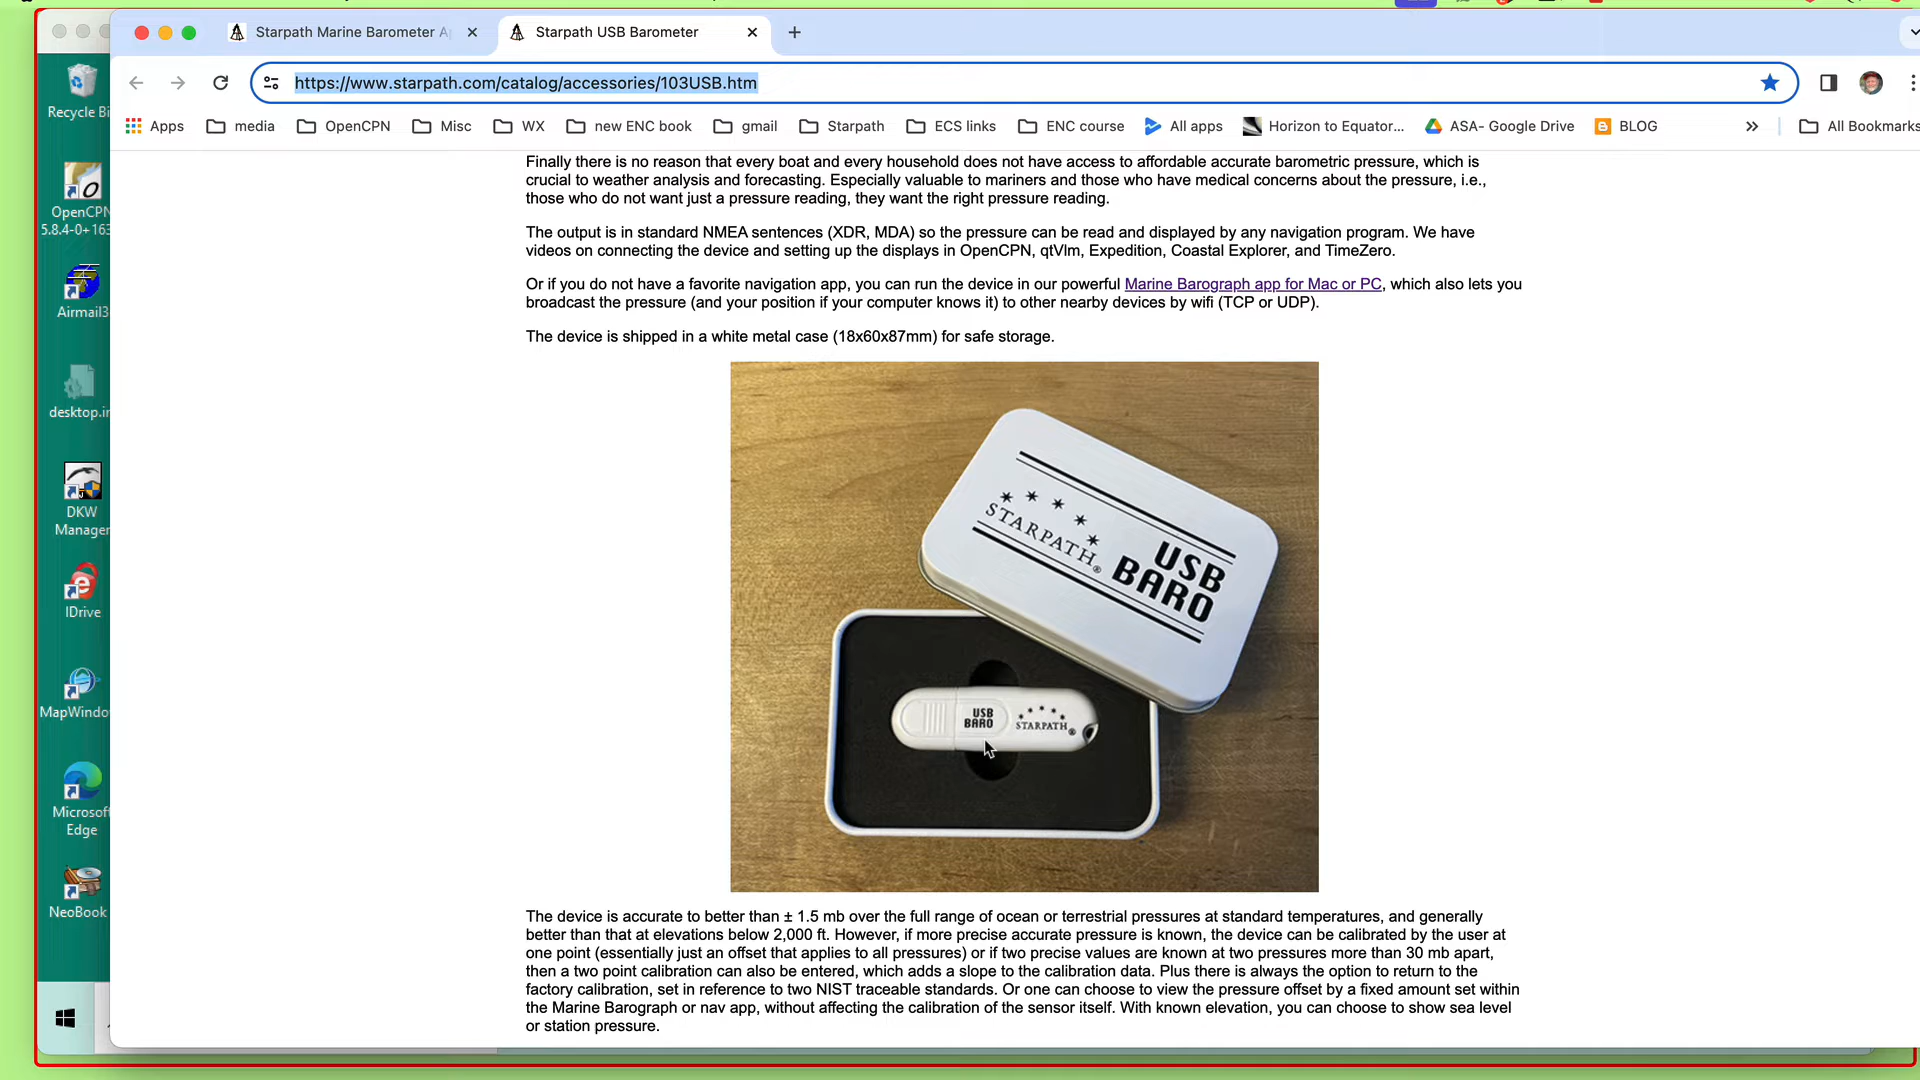 Starpath Marine Barometer A
Starpath USB Barometer
https://www.starpath.com/catalog/accessories/103USB.htm
Apps
media
OpenCPN
Misc
WX
new ENC book
gmail
Starpath
ECS links
ENC course
All apps
Horizon to Equator...
ASA- Google Drive
BLOG
All Bookmarks
Recycle Bi
OpenCPN
5.8.4-0+163
Airmail3
desktop.in
DKW
Manager
IDrive
MapWindo
Microsoft
Edge
NeoBook
Finally there is no reason that every boat and every household does not have access to affordable accurate barometric pressure, which is
crucial to weather analysis and forecasting. Especially valuable to mariners and those who have medical concerns about the pressure, i.e.,
those who do not want just a pressure reading, they want the right pressure reading.
The output is in standard NMEA sentences (XDR, MDA) so the pressure can be read and displayed by any navigation program. We have
videos on connecting the device and setting up the displays in OpenCPN, qtVlm, Expedition, Coastal Explorer, and TimeZero.
Or if you do not have a favorite navigation app, you can run the device in our powerful Marine Barograph app for Mac or PC, which also lets you
broadcast the pressure (and your position if your computer knows it) to other nearby devices by wifi (TCP or UDP).
The device is shipped in a white metal case (18x60x87mm) for safe storage.
STARPATH®
USB
BARO
USB
BARO
STARPATH®
The device is accurate to better than ± 1.5 mb over the full range of ocean or terrestrial pressures at standard temperatures, and generally
better than that at elevations below 2,000 ft. However, if more precise accurate pressure is known, the device can be calibrated by the user at
one point (essentially just an offset that applies to all pressures) or if two precise values are known at two pressures more than 30 mb apart,
then a two point calibration can also be entered, which adds a slope to the calibration data. Plus there is always the option to return to the
factory calibration, set in reference to two NIST traceable standards. Or one can choose to view the pressure offset by a fixed amount set within
the Marine Barograph or nav app, without affecting the calibration of the sensor itself. With known elevation, you can choose to show sea level
or station pressure.